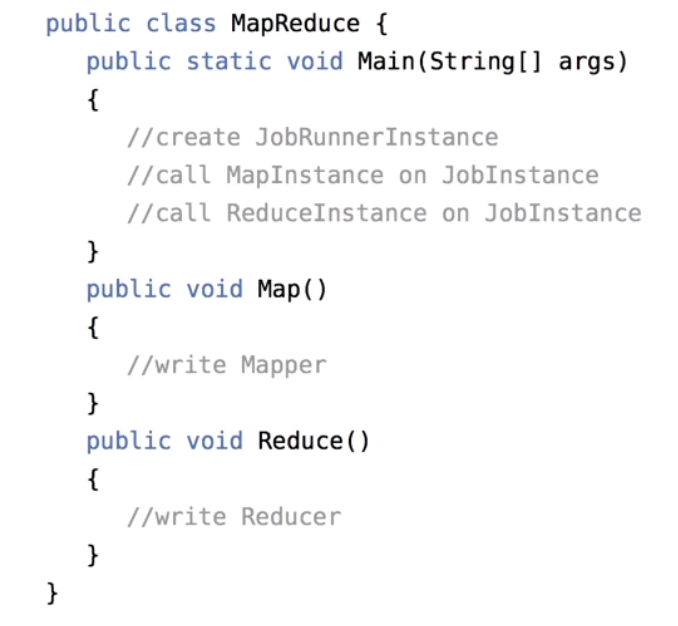 public class MapReduce {
public static void Main(String[] args)
{
//create JobRunnerInstance
//call MapInstance on JobInstance
//call ReduceInstance on JobInstance
}
public void Map()
{
//write Mapper
}
public void Reduce()
{
//write Reducer
}
}